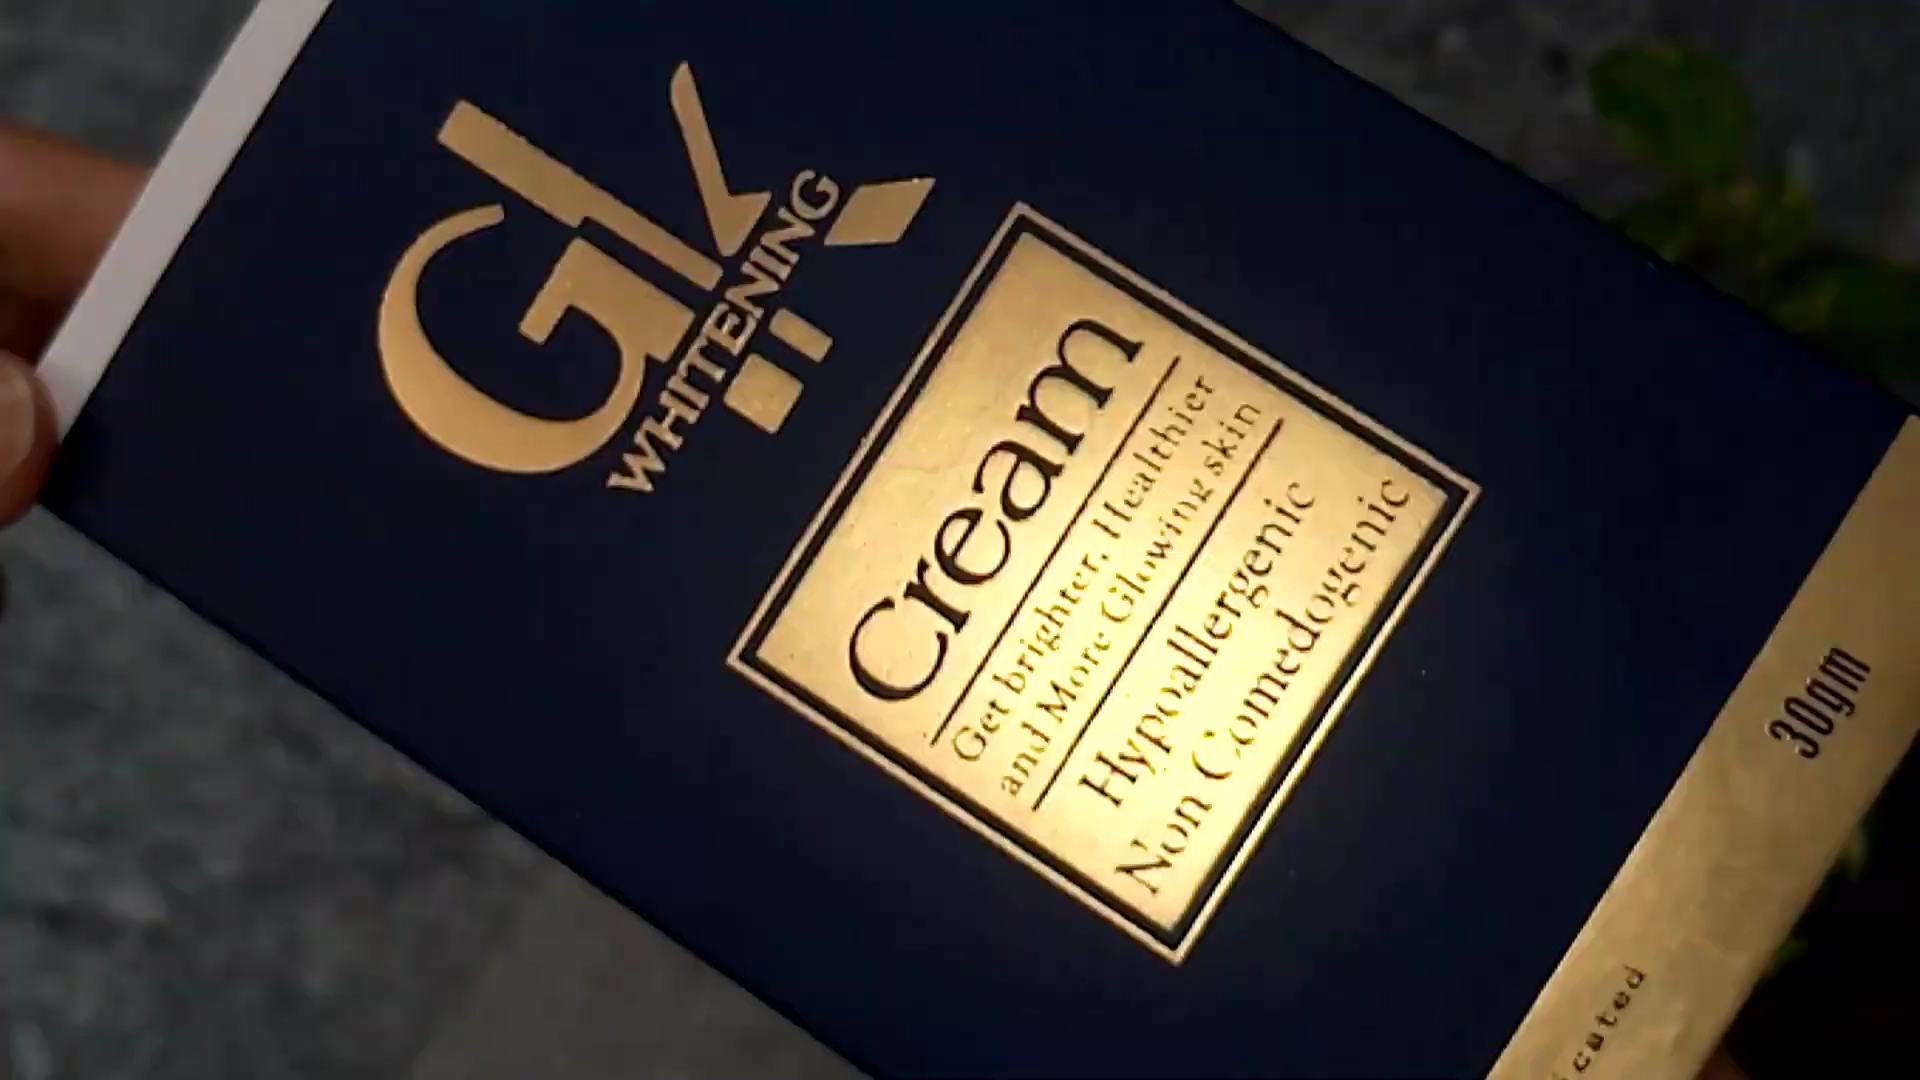 Gk
WHITENING
Cream
Get brighter, Healthier
and More Glowing skin
Hypoallergenic
Non Comedogenic
30gm